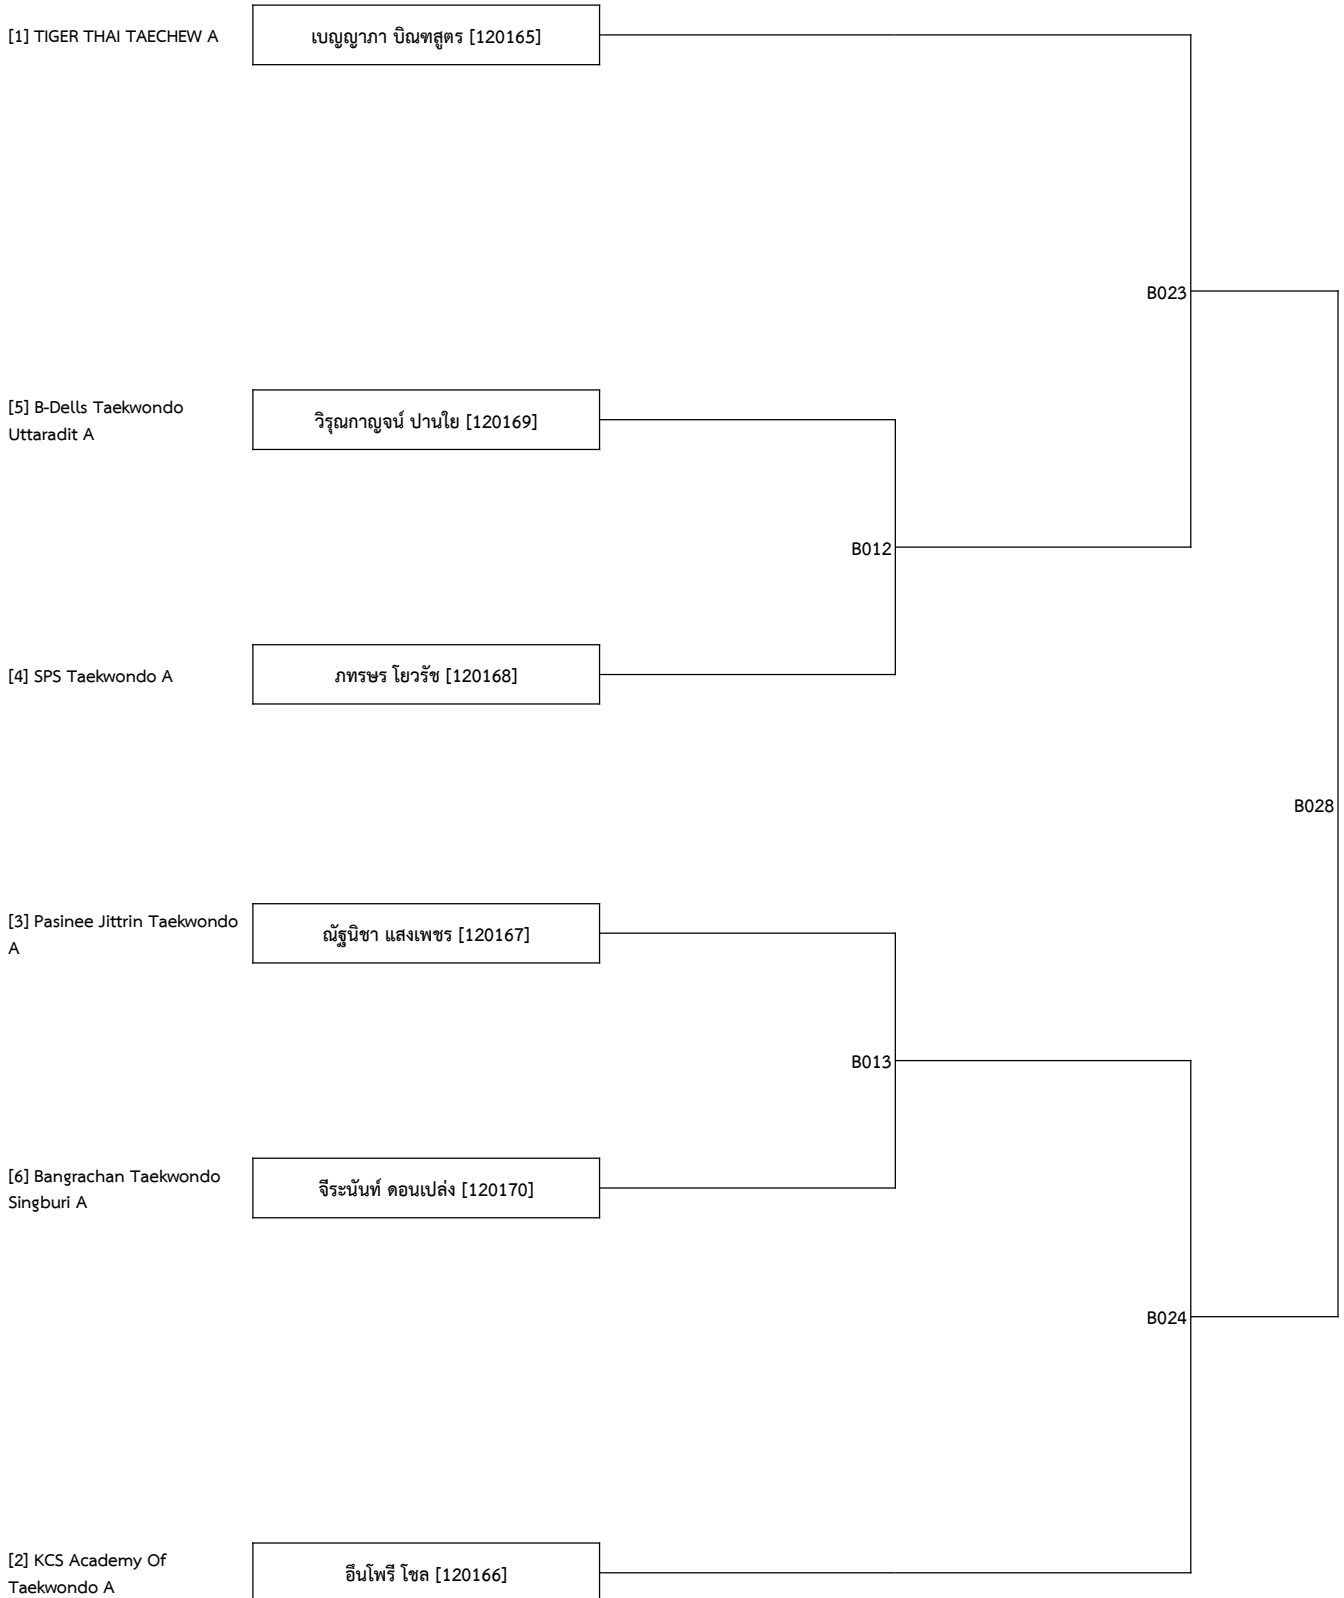 [1] TIGER THAI TAECHEW A
เบญญาภา บิณฑสูตร [120165]
B023
[5] B-Dells Taekwondo
Uttaradit A
วิรุณกาญจน์ ปานใย [120169]
B012
[4] SPS Taekwondo A
ภทรษร โยวรัช [120168]
B028
[3] Pasinee Jittrin Taekwondo
A
ณัฐนิชา แสงเพชร [120167]
B013
[6] Bangrachan Taekwondo
Singburi A
จีระนันท์ ดอนเปล่ง [120170]
B024
[2] KCS Academy Of
Taekwondo A
อึนโพรี โชล [120166]